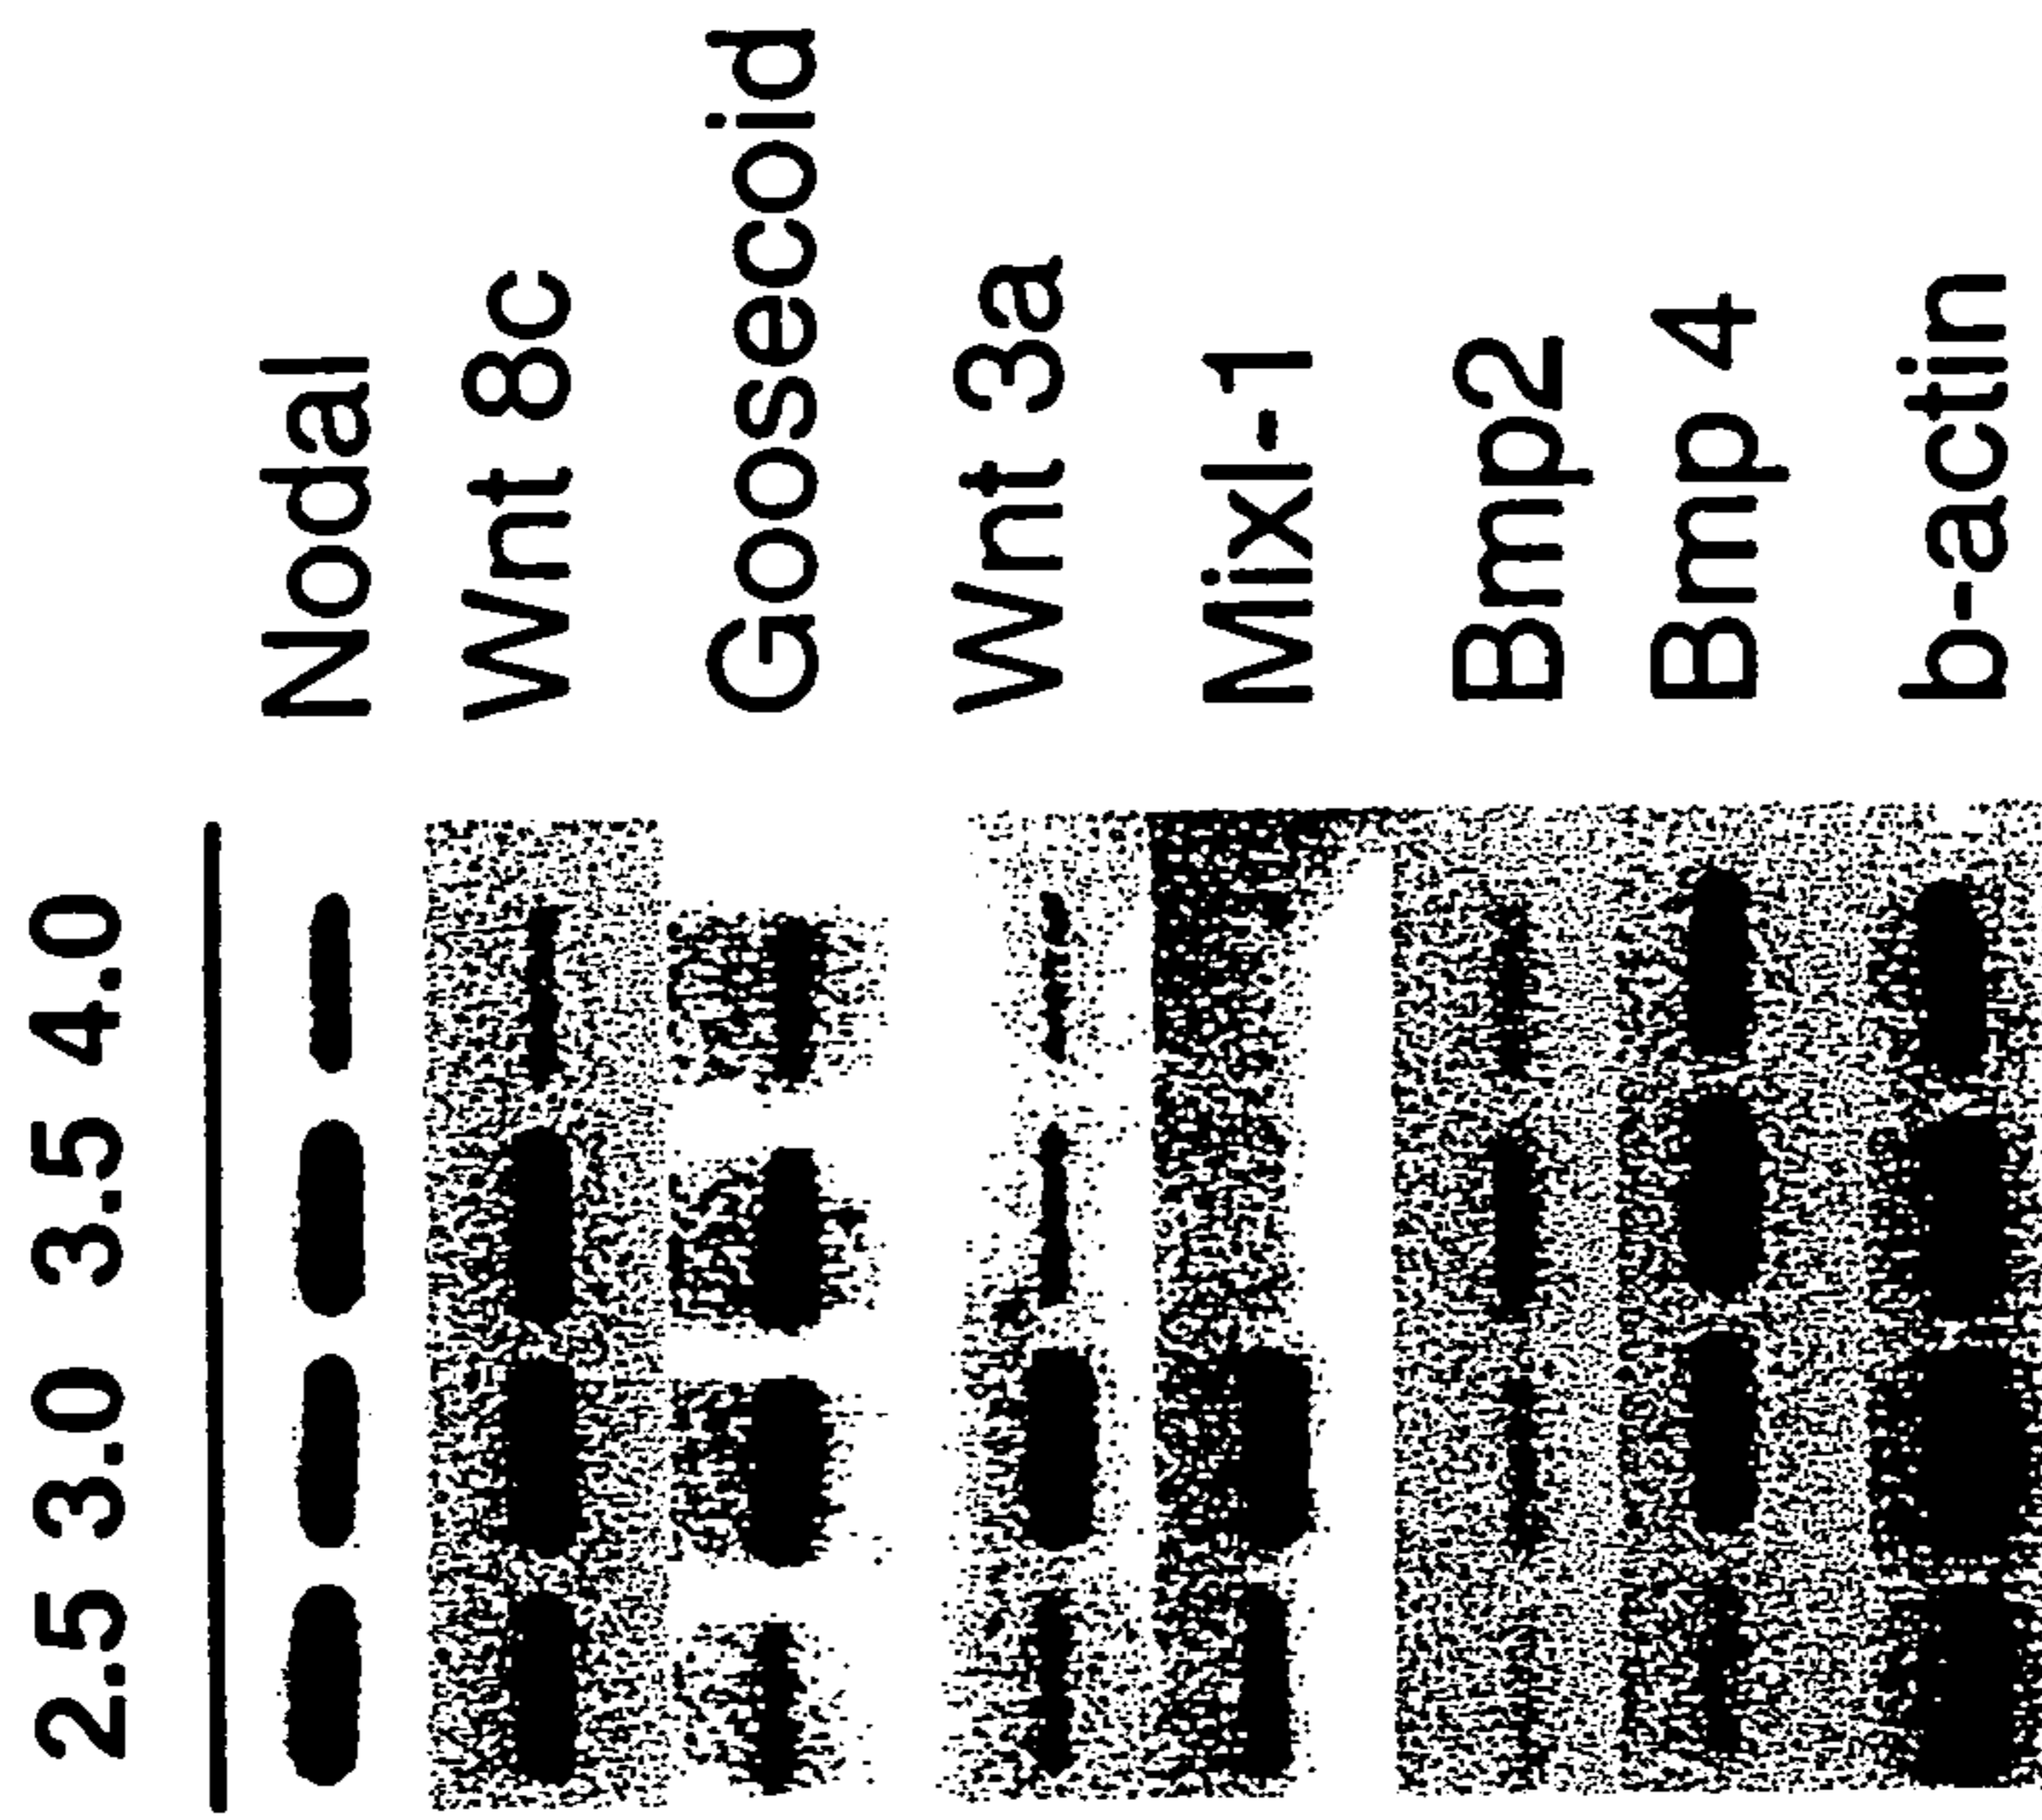 2.5 3.0 3.5 4.0
Nodal
Wnt 8c
Goosecoid
Wnt 3a
Mixl-1
Bmp2
Bmp 4
b-actin